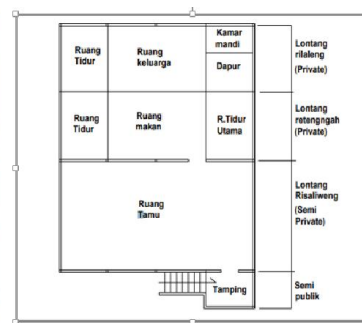 Ruang
Tidur
Ruang
keluarga
Kamar
mandi
Dapur
Lontang
rilaleng
(Private)
Ruang
Tidur
Ruang
makan
R.Tidur
Utama
Lontang
retengngah
(Private)
Ruang
Tamu
Lontang
Risaliweng
(Semi
Private)
Tamping
Semi
publik